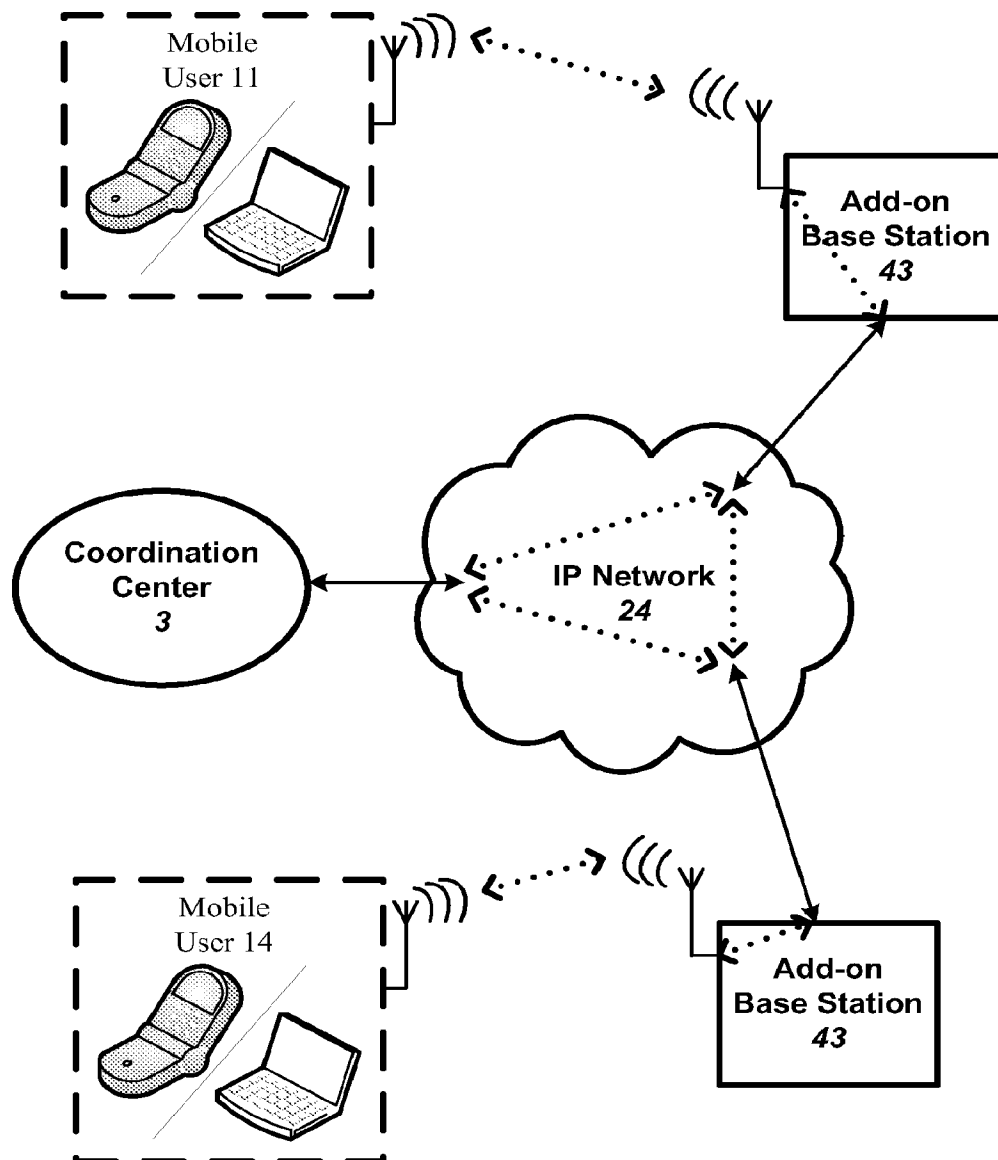 Mobile
User 11
Add-on
Base Station
43
Coordination
Center
3
IP Network
24
Mobile
User 14
Add-on
Base Station
43